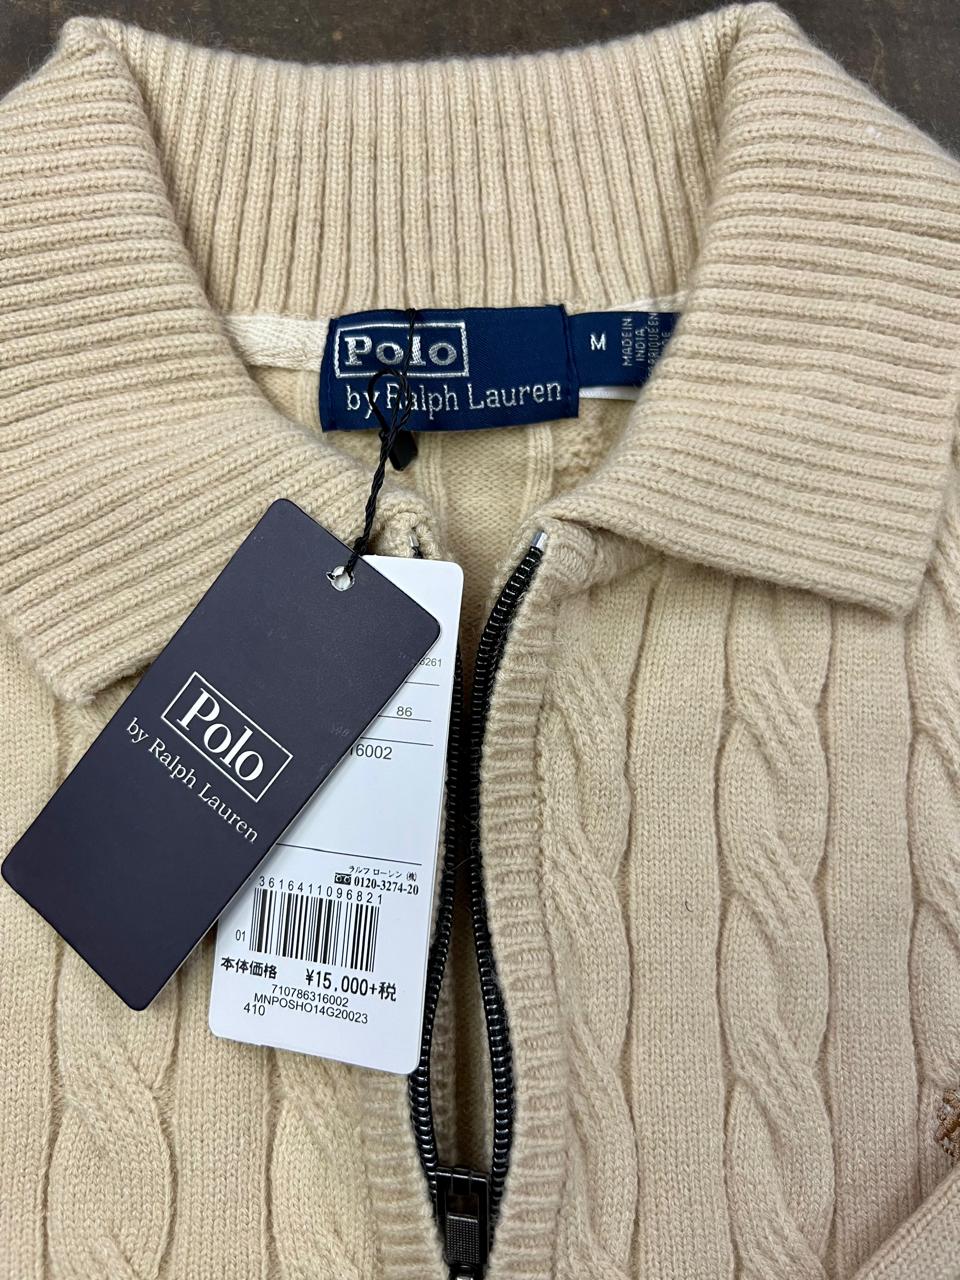 Polo
by Ralph Lauren
M
MADE IN
INDIA
Polo
by Ralph Lauren
3261
86
16002
ラルフ ローレン (株)
0120-3274-20
3616411096821
01
本体価格 ¥15,000+税
710786316002
MNPOSHO14G20023
410